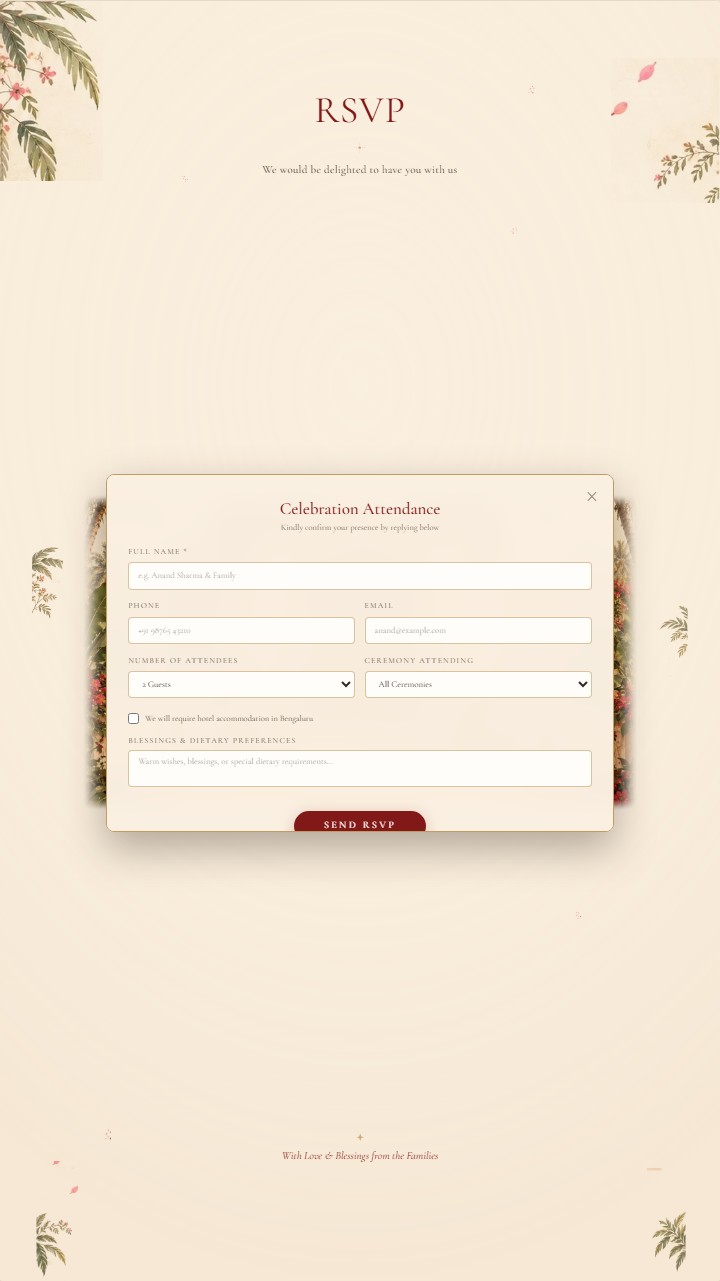 RSVP
We would be delighted to have you with us
Celebration Attendance
Kindly confirm your presence by replying below
FULL NAME *
e.g. Anand Sharma & Family
PHONE
EMAIL
+91 98765 43210
anand@example.com
NUMBER OF ATTENDEES
CEREMONY ATTENDING
2 Guests
All Ceremonies
We will require hotel accommodation in Bengaluru
BLESSINGS & DIETARY PREFERENCES
Warm wishes, blessings, or special dietary requirements...
SEND RSVP
With Love & Blessings from the Families